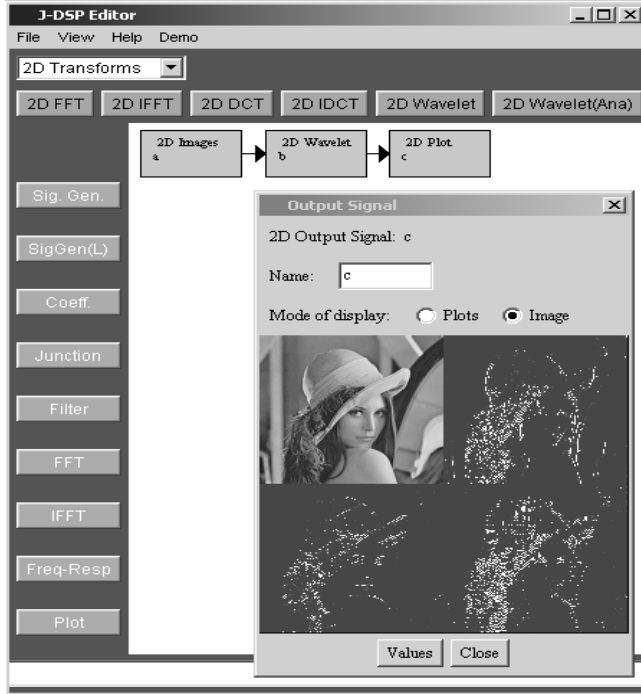 J-DSP Editor
File View Help Demo
2D Transforms
2D FFT 2D IFFT 2D DCT 2D IDCT 2D Wavelet 2D Wavelet(Ana)
2D Images 2D Wavelet 2D Plot
a b c
Sig. Gen.
Output Signal
2D Output Signal: c
SigGen(L)
Name: c
Coeff.
Mode of display: Plots Image
Junction
Filter
FFT
IFFT
Freq-Resp
Plot
Values Close